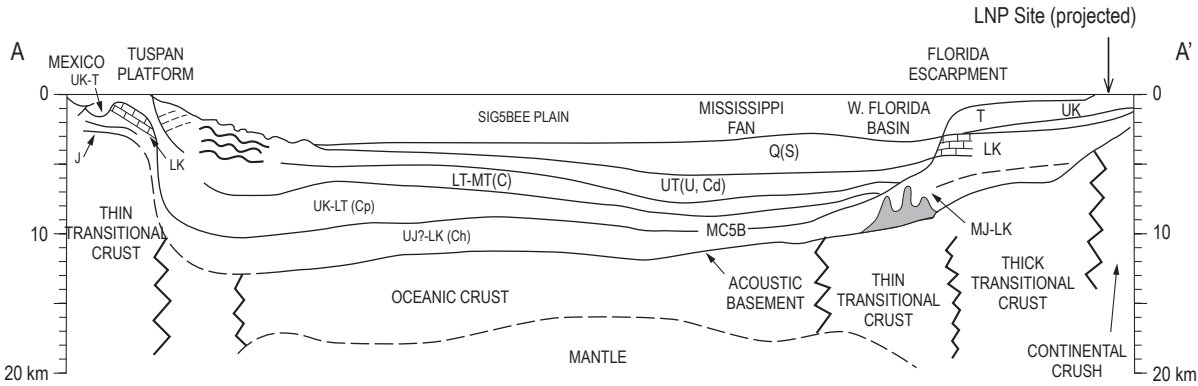 LNP Site (projected)
A
A'
MEXICO
UK-T
TUSPAN
PLATFORM
FLORIDA
ESCARPMENT
0
0
SIG5BEE PLAIN
MISSISSIPPI
FAN
W. FLORIDA
BASIN
T
UK
J
LK
Q(S)
LK
LT-MT(C)
UT(U, Cd)
UK-LT (Cp)
THIN
TRANSITIONAL
CRUST
UJ?-LK (Ch)
MC5B
MJ-LK
10
10
OCEANIC CRUST
ACOUSTIC
BASEMENT
THIN
TRANSITIONAL
CRUST
THICK
TRANSITIONAL
CRUST
MANTLE
CONTINENTAL
CRUSH
20 km
20 km